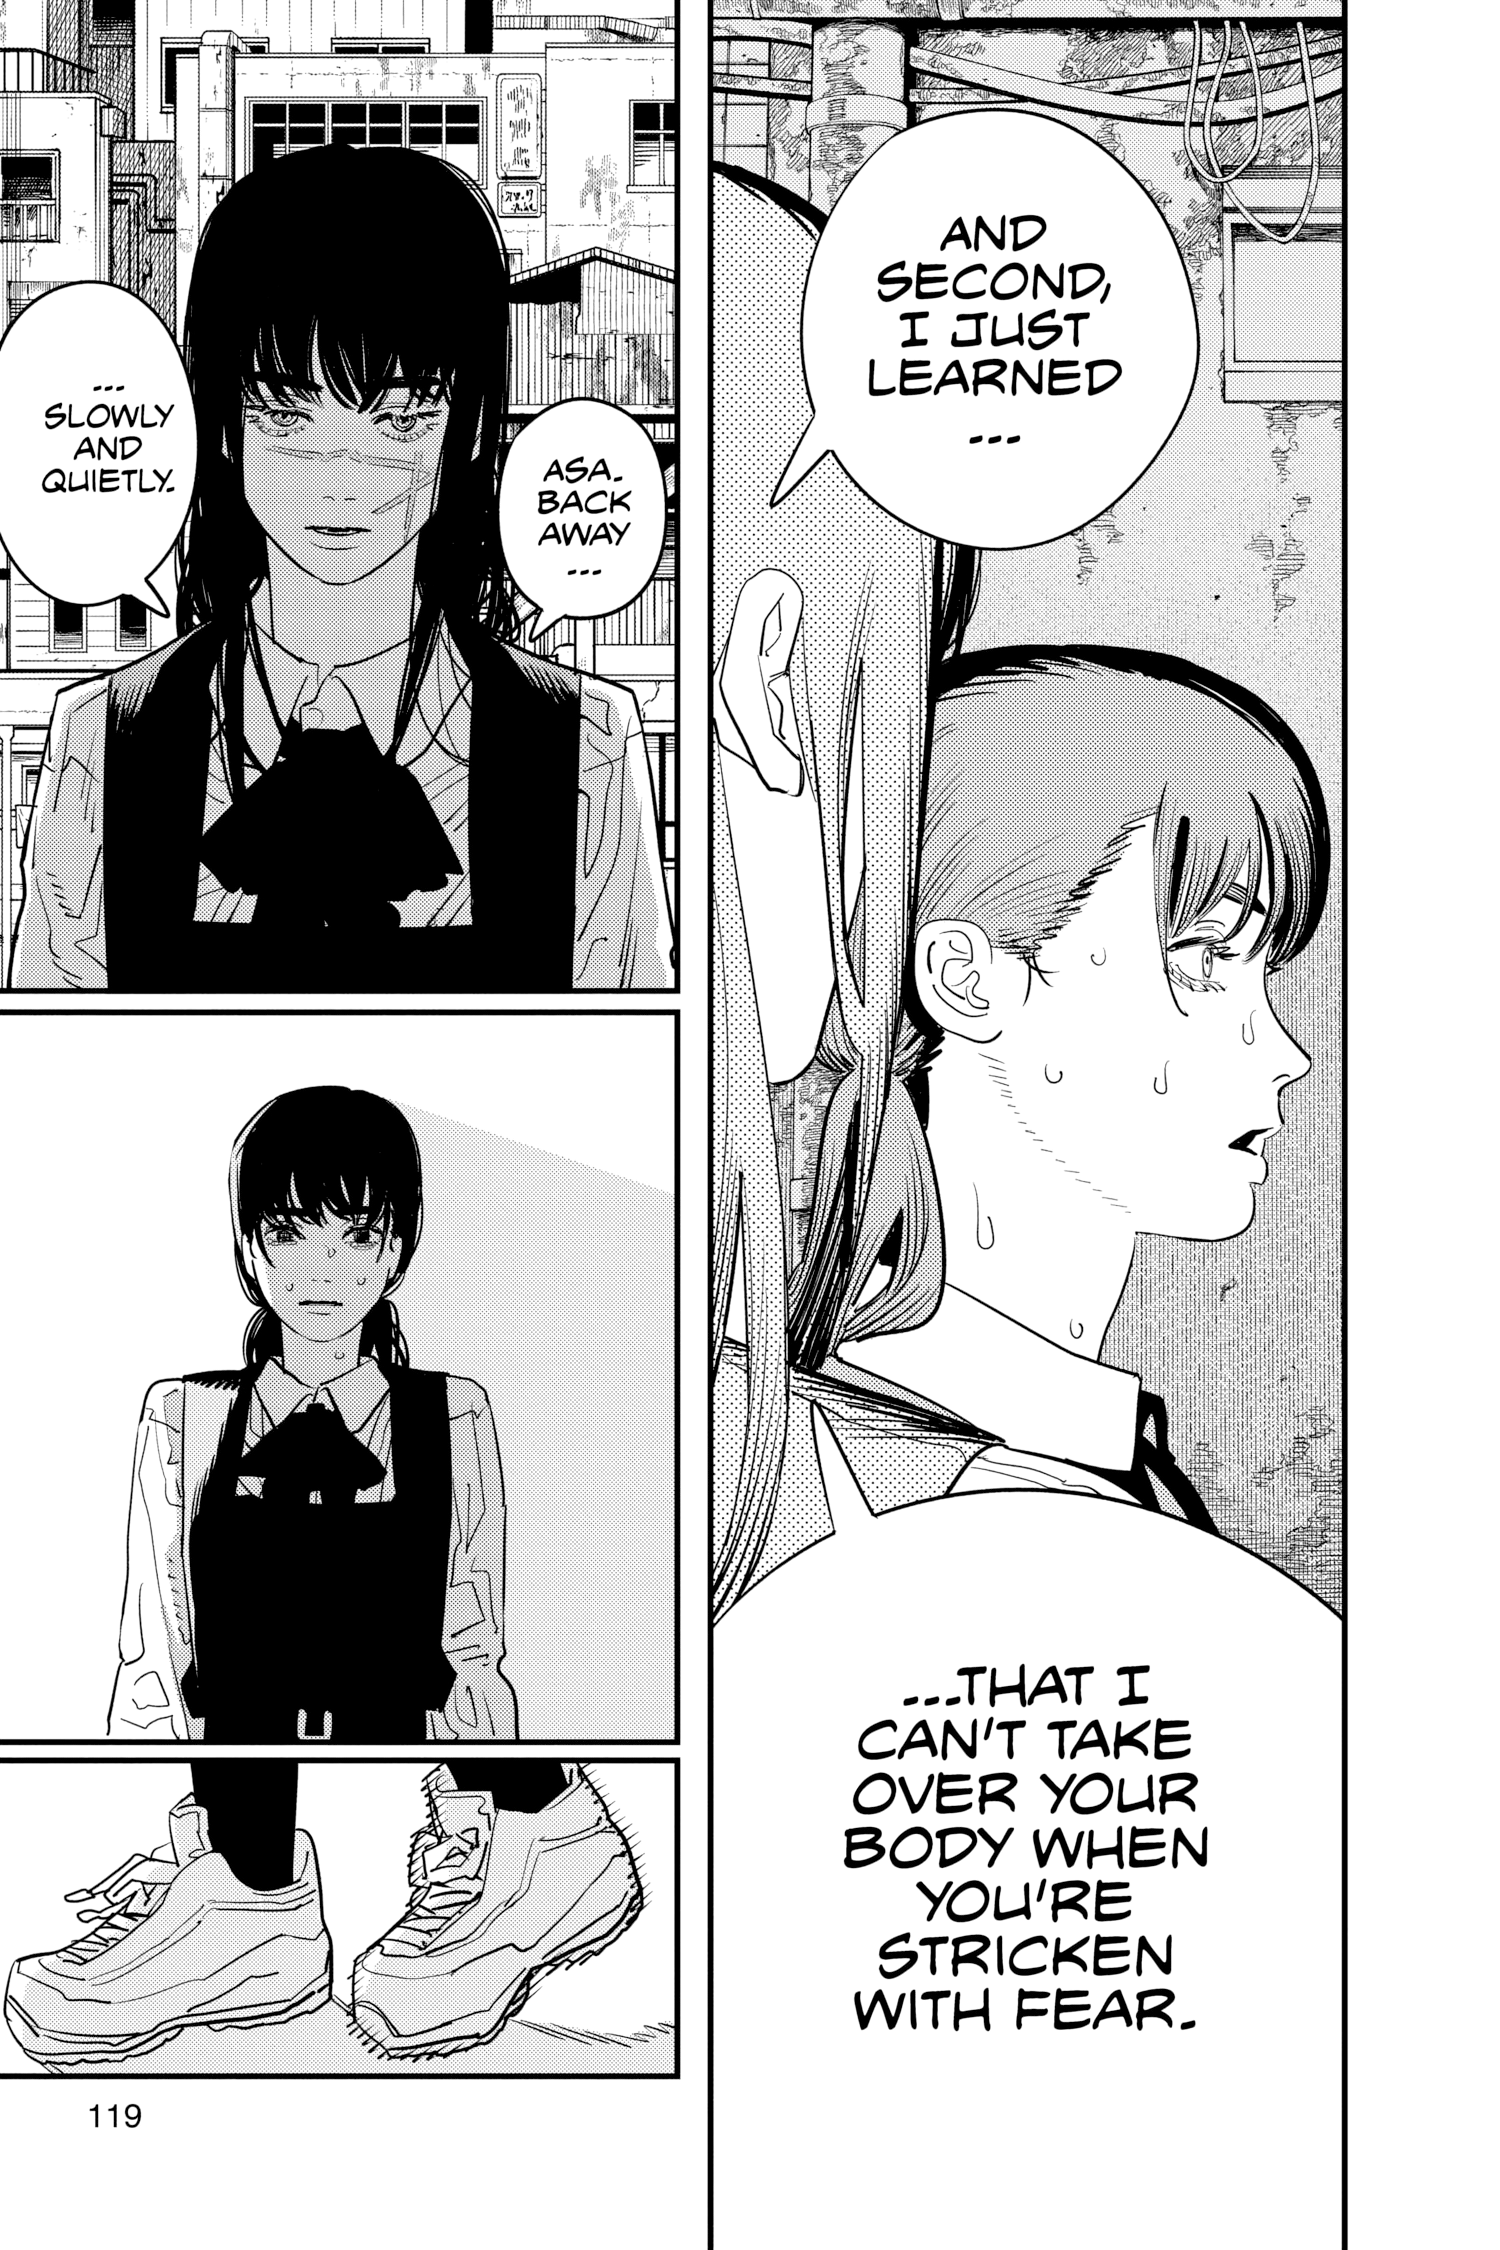 AND
SECOND,
I JUST
LEARNED
...
...THAT I
CAN'T TAKE
OVER YOUR
BODY WHEN
YOU'RE
STRICKEN
WITH FEAR.
ASA.
BACK
AWAY
...
...
SLOWLY
AND
QUIETLY.
119